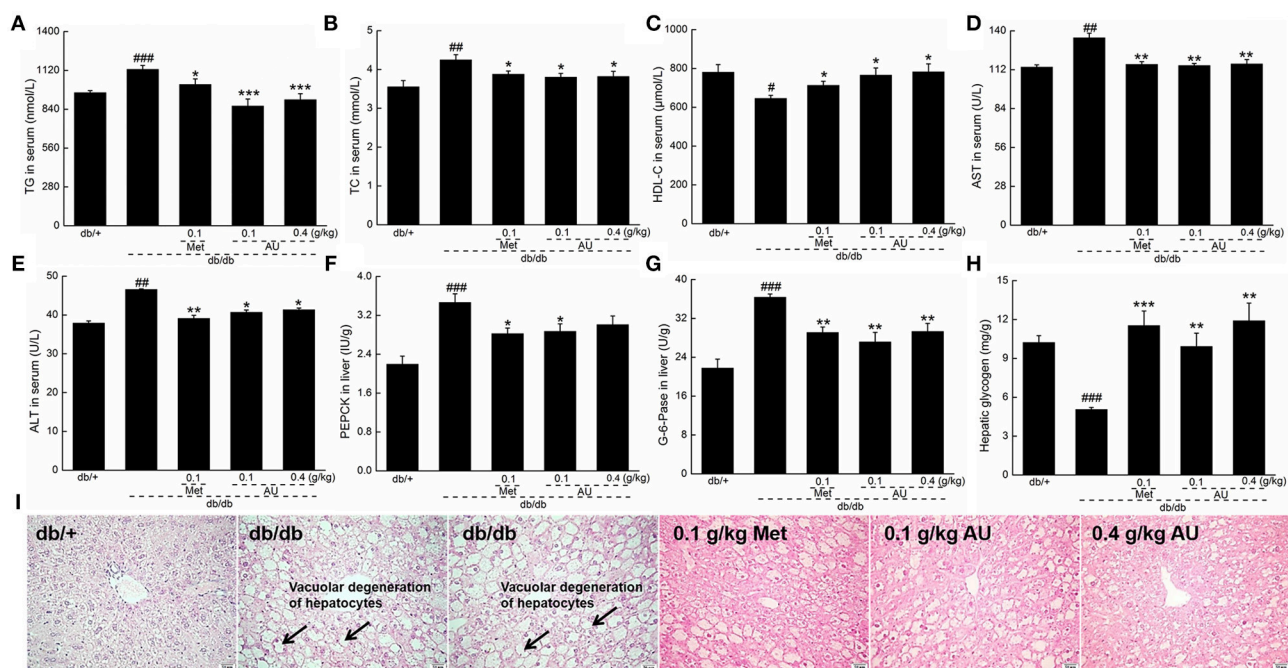 A
TG in serum (nmol/L)
1400
1120
840
560
280
0
###
*
***
***
db/+
0.1
0.1
0.4 (g/kg)
Met
AU
db/db
B
TC in serum (mmol/L)
5
4
3
2
1
0
##
*
*
*
db/+
0.1
0.1
0.4 (g/kg)
Met
AU
db/db
C
HDL-C in serum (μmol/L)
1000
800
600
400
200
0
#
*
*
*
db/+
0.1
0.1
0.4 (g/kg)
Met
AU
db/db
D
AST in serum (U/L)
140
112
84
56
28
0
##
**
**
**
db/+
0.1
0.1
0.4 (g/kg)
Met
AU
db/db
E
ALT in serum (U/L)
50
40
30
20
10
0
##
**
*
*
db/+
0.1
0.1
0.4 (g/kg)
Met
AU
db/db
F
PEPCK in liver (IU/g)
4.0
3.2
2.4
1.6
0.8
0.0
###
*
*
db/+
0.1
0.1
0.4 (g/kg)
Met
AU
db/db
G
G-6-Pase in liver (U/g)
40
32
24
16
8
0
###
**
**
**
db/+
0.1
0.1
0.4 (g/kg)
Met
AU
db/db
H
Hepatic glycogen (mg/g)
15
12
9
6
3
0
###
***
**
**
db/+
0.1
0.1
0.4 (g/kg)
Met
AU
db/db
I
db/+
db/db
Vacuolar degeneration
of hepatocytes
db/db
Vacuolar degeneration
of hepatocytes
0.1 g/kg Met
0.1 g/kg AU
0.4 g/kg AU